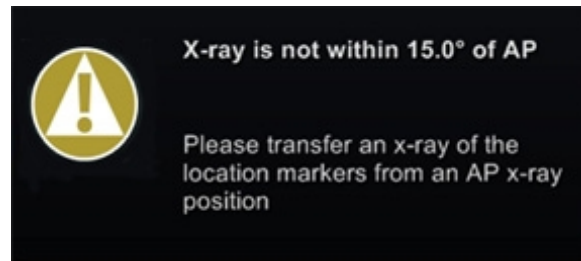 X-ray is not within 15.0° of AP
Please transfer an x-ray of the
location markers from an AP x-ray
position